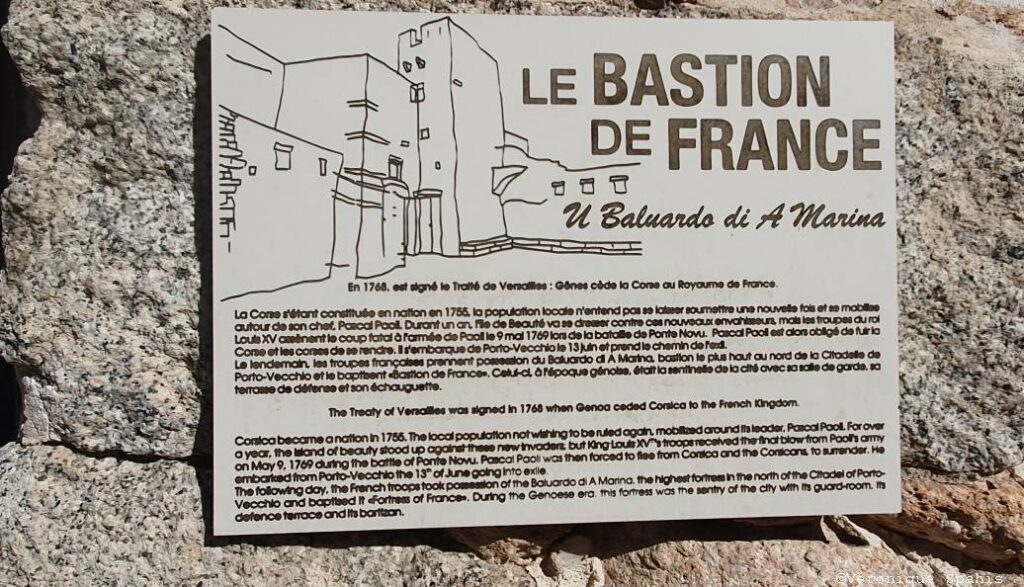 LE BASTION
DE FRANCE
U Baluardo di A Marina
En 1768, est signé le Traité de Versailles : Gênes cède la Corse au Royaume de France.
La Corse s'étant constituée en nation en 1755, la population locale n'entend pas se laisser soumettre une nouvelle fois et se mobilise
autour de son chef, Pascal Paoli. Durant un an, l'île de Beauté va se dresser contre ces nouveaux envahisseurs, mais les troupes du roi
Louis XV assènent le coup fatal à l'armée de Paoli le 9 mai 1769 lors de la bataille de Ponte Novu. Pascal Paoli est alors obligé de fuir la
Corse et les corses de se rendre. Il s'embarque de Porto-Vecchio le 13 juin et prend le chemin de l'exil.
Le lendemain, les troupes françaises prennent possession du Baluardo di A Marina, bastion le plus haut au nord de la Citadelle de
Porto-Vecchio et le baptisent «Bastion de France». Celui-ci, à l'époque génoise, était la sentinelle de la cité avec sa salle de garde, sa
terrasse de défense et son échauguette.
The Treaty of Versailles was signed in 1768 when Genoa ceded Corsica to the French Kingdom.
Corsica became a nation in 1755. The local population not wishing to be ruled again, mobilized around its leader, Pascal Paoli. For over
a year, the island of beauty stood up against these new invaders, but King Louis XV'"s troops received the final blow from Paoli's army
on May 9, 1769 during the battle of Ponte Novu. Pascal Paoli was then forced to flee from Corsica and the Corsicans, to surrender. He
embarked from Porto-Vecchio the 13th of June going into exile.
The following day, the French troops took possession of the Baluardo di A Marina, the highest fortress in the north of the Citadel of Porto-
Vecchio and baptised it «Fortress of France». During the Genoese era, this fortress was the sentry of the city with its guard-room, its
defence terrace and its bartizan.
©Veronique Spahis